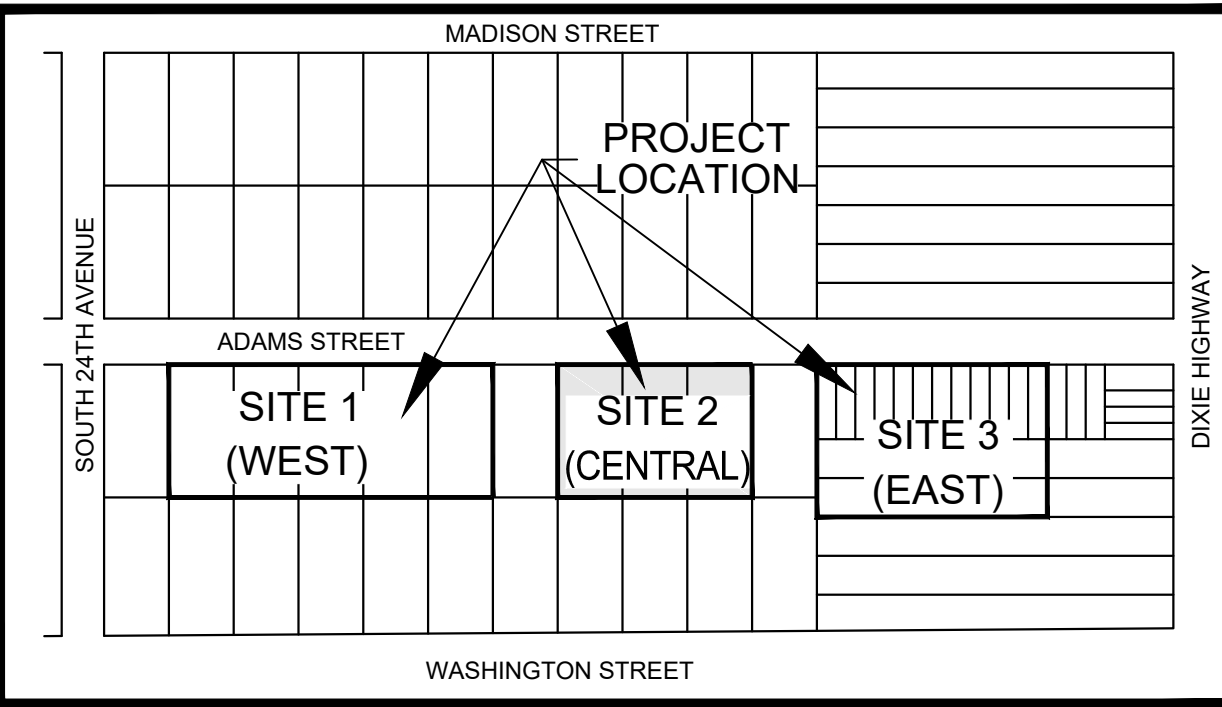 MADISON STREET
PROJECT
LOCATION
SOUTH 24TH AVENUE
DIXIE HIGHWAY
ADAMS STREET
SITE 1
(WEST)
SITE 2
(CENTRAL)
SITE 3
(EAST)
WASHINGTON STREET